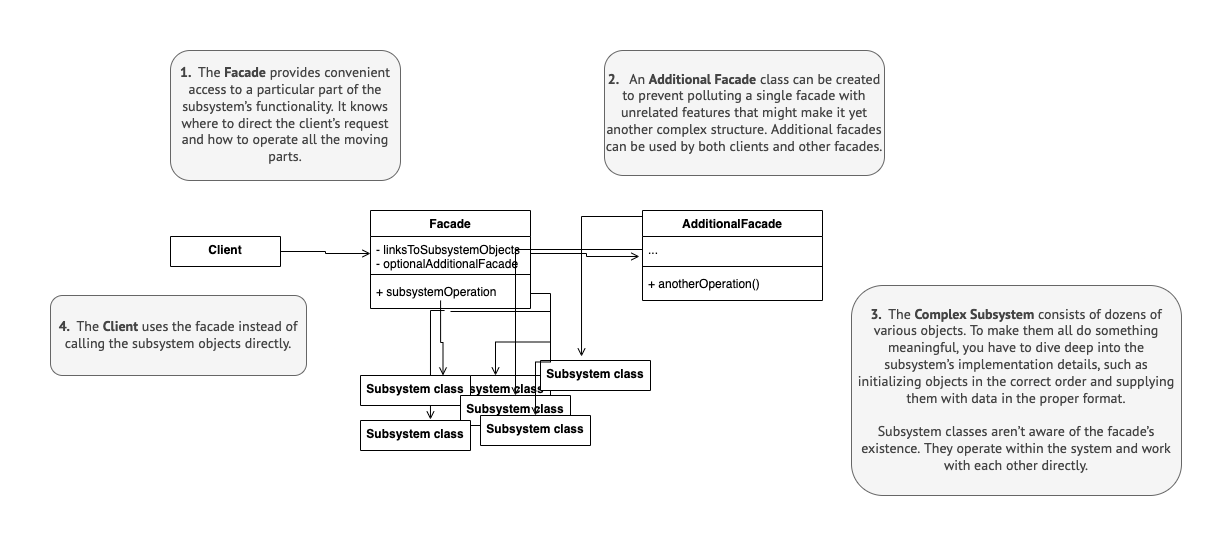 1. The Facade provides convenient
access to a particular part of the
subsystem's functionality. It knows
where to direct the client's request
and how to operate all the moving
parts.
2. An Additional Facade class can be created
to prevent polluting a single facade with
unrelated features that might make it yet
another complex structure. Additional facades
can be used by both clients and other facades.
Client
Facade
- linksToSubsystemObjects
- optionalAdditionalFacade
+ subsystemOperation
AdditionalFacade
...
+ anotherOperation()
4. The Client uses the facade instead of
calling the subsystem objects directly.
3. The Complex Subsystem consists of dozens of
various objects. To make them all do something
meaningful, you have to dive deep into the
subsystem's implementation details, such as
initializing objects in the correct order and supplying
them with data in the proper format.
Subsystem classes aren't aware of the facade's
existence. They operate within the system and work
with each other directly.
Subsystem class
Subsystem class
system class
Subsystem class
Subsystem class
Subsystem class